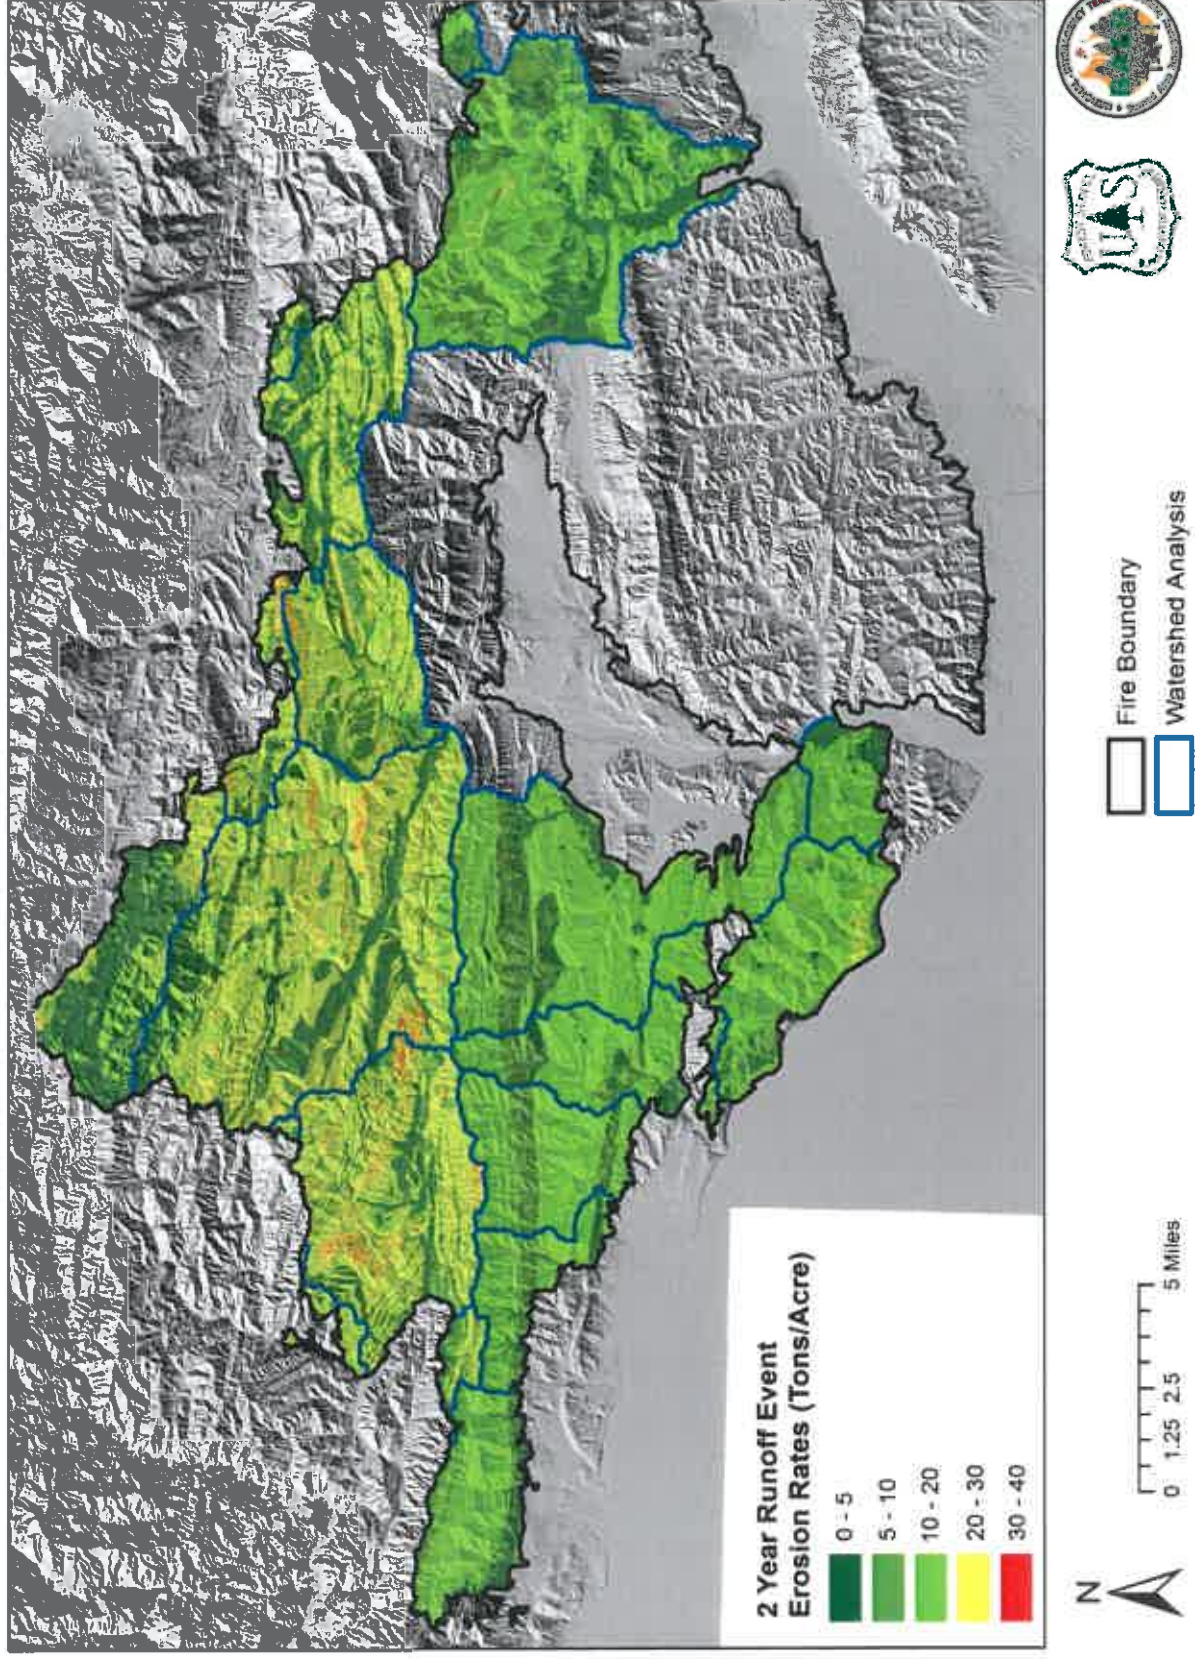 2 Year Runoff Event
Erosion Rates (Tons/Acre)
0 - 5
5 - 10
10 - 20
20 - 30
30 - 40
N
0 1.25 2.5 5 Miles
Fire Boundary
Watershed Analysis
UAS